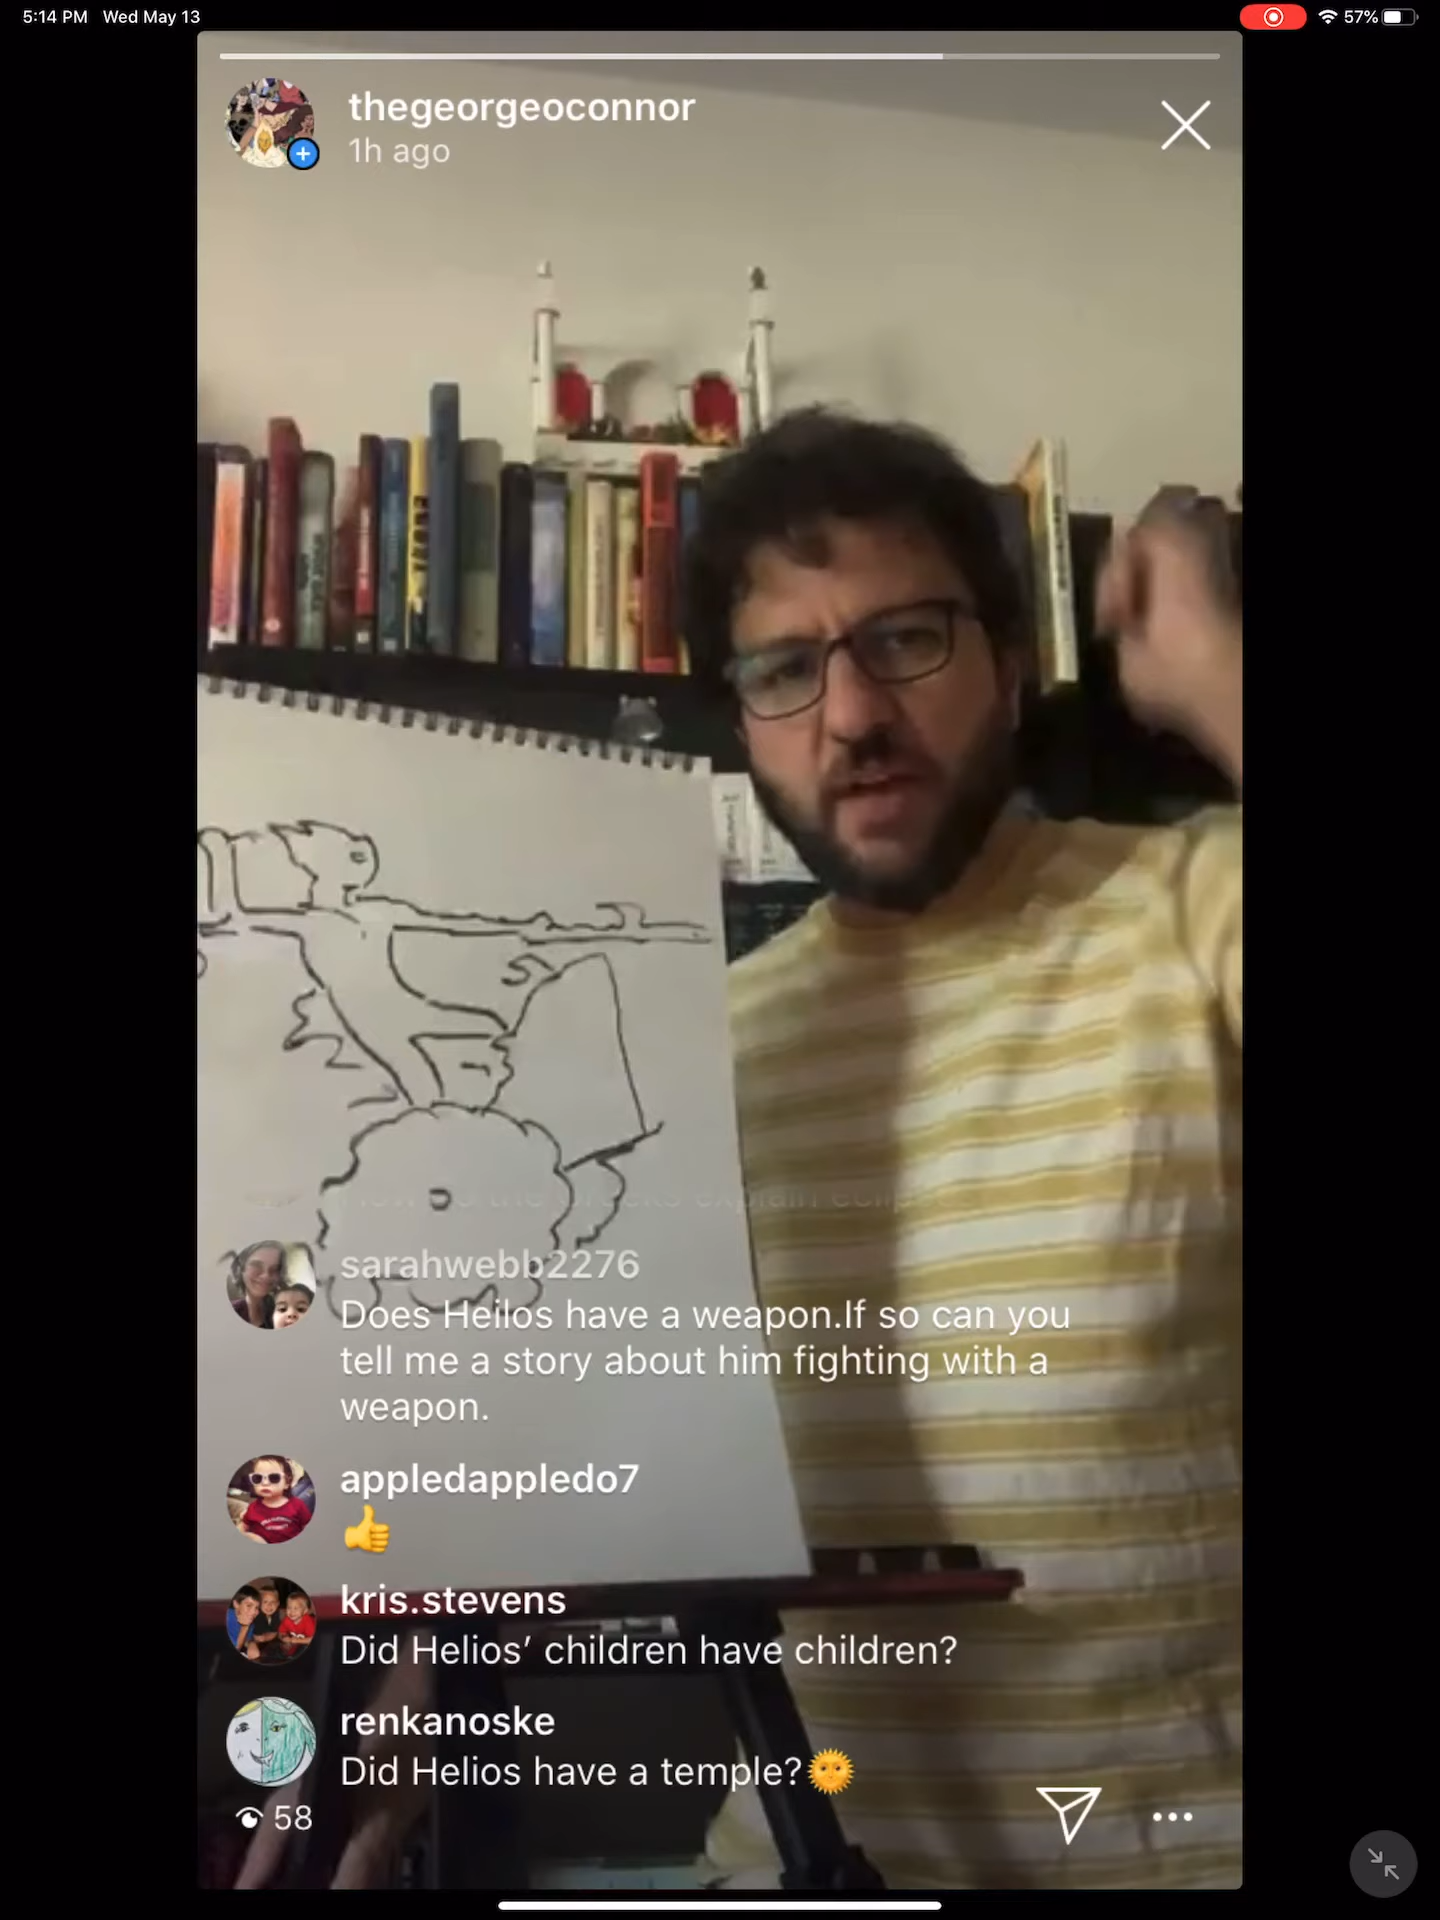 5:14 PM Wed May 13
57%
thegeorgeoconnor
1h ago
sarahwebb2276
Does Heilos have a weapon.If so can you
tell me a story about him fighting with a
weapon.
appledappledo7
👍
kris.stevens
Did Helios’ children have children?
renkanoske
Did Helios have a temple?🌞
58